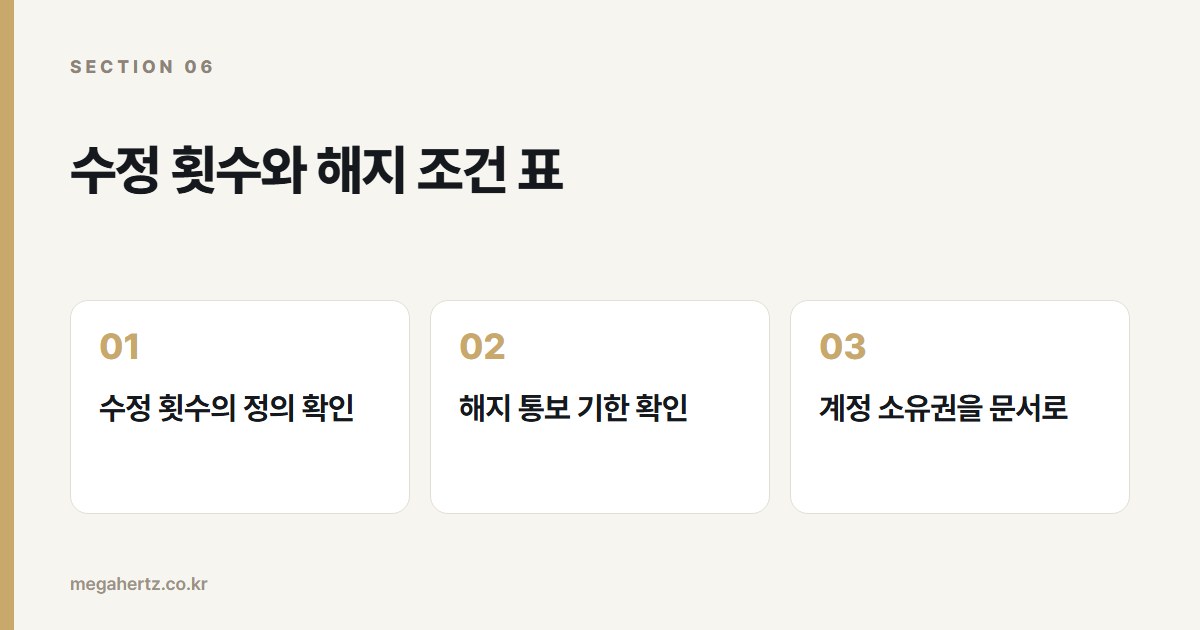 SECTION 06
수정 횟수와 해지 조건 표
01
수정 횟수의 정의 확인
02
해지 통보 기한 확인
03
계정 소유권을 문서로
megahertz.co.kr